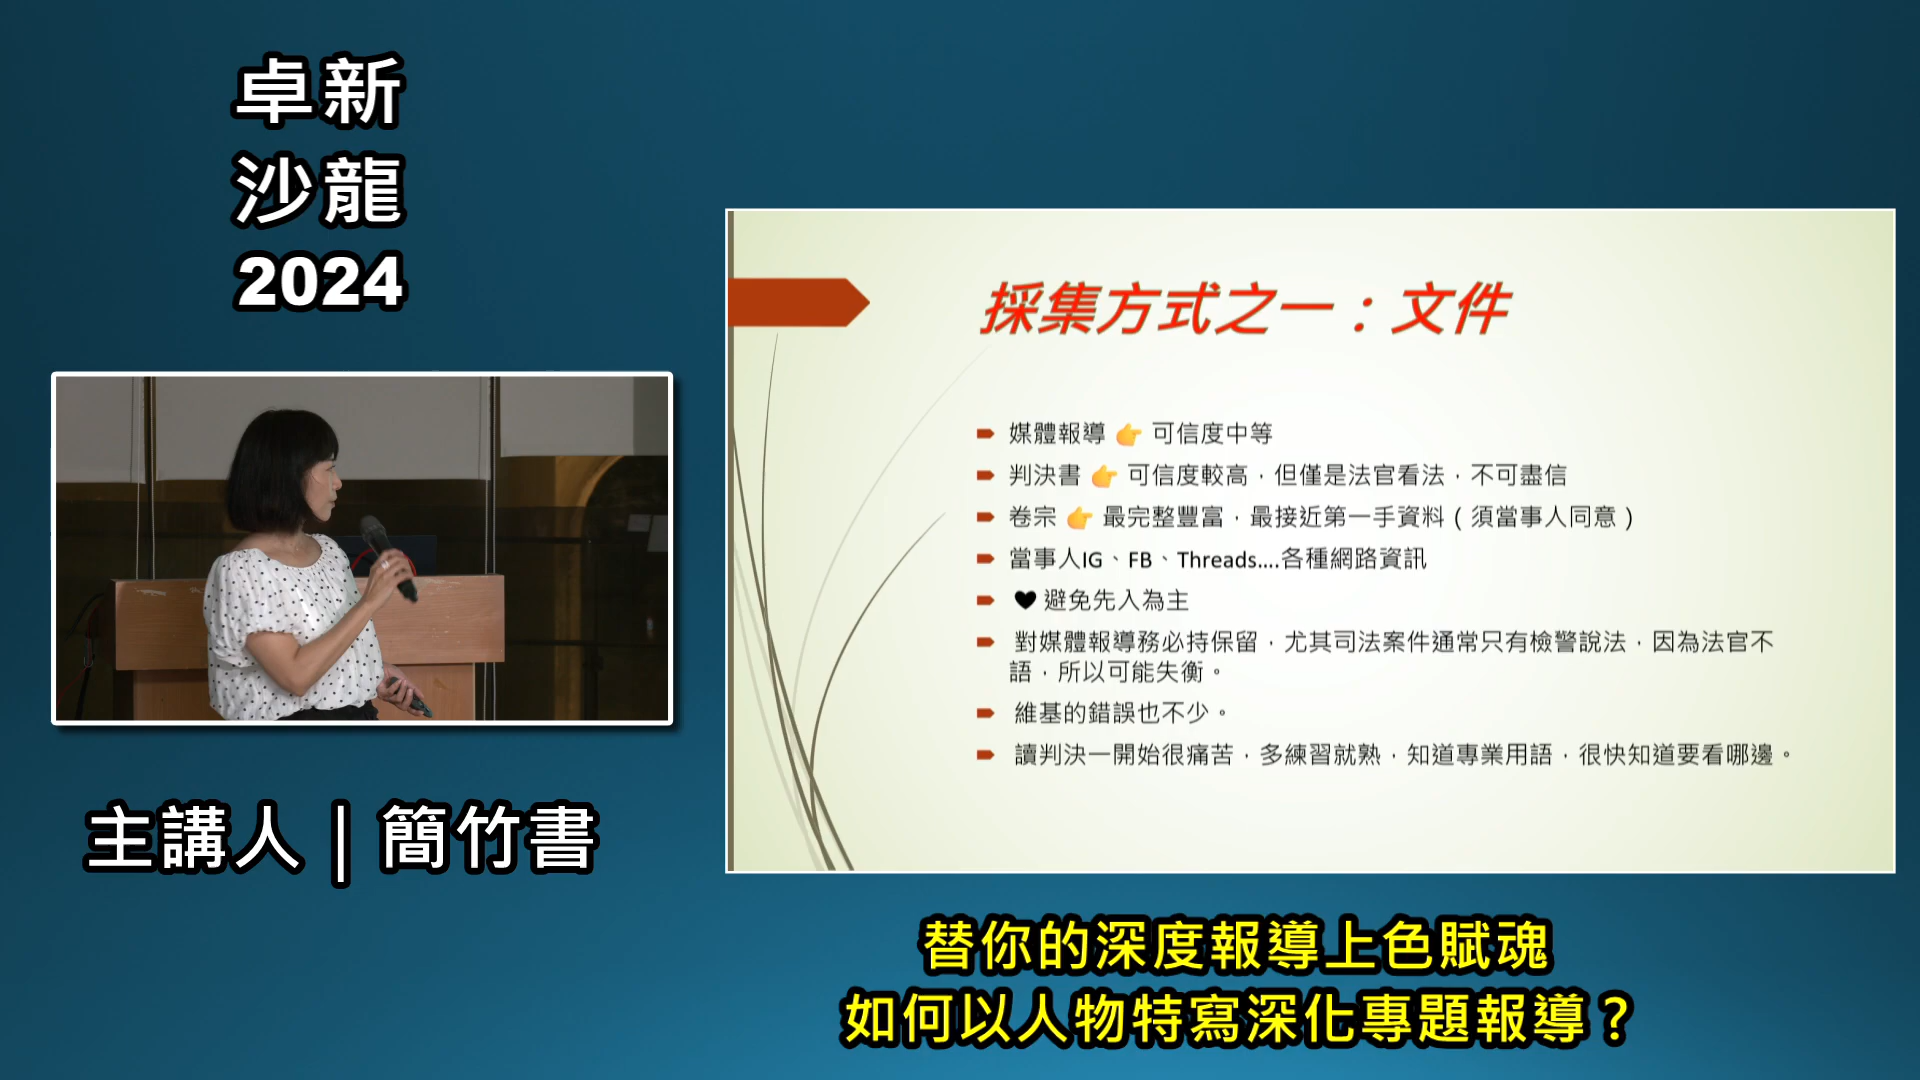 卓新
沙龍
2024
主講人｜簡竹書
採集方式之一：文件
媒體報導 👉 可信度中等
判決書 👉 可信度較高，但僅是法官看法，不可盡信
卷宗 👉 最完整豐富，最接近第一手資料（須當事人同意）
當事人IG、FB、Threads....各種網路資訊
🖤 避免先入為主
對媒體報導務必持保留，尤其司法案件通常只有檢警說法，因為法官不
語，所以可能失衡。
維基的錯誤也不少。
讀判決一開始很痛苦，多練習就熟，知道專業用語，很快知道要看哪邊。
替你的深度報導上色賦魂
如何以人物特寫深化專題報導？